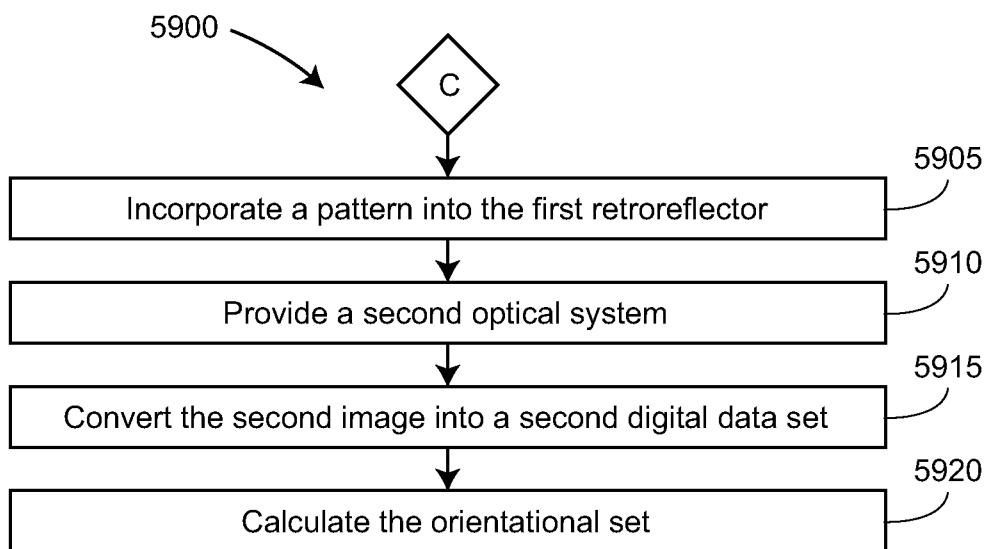 5900
C
5905
Incorporate a pattern into the first retroreflector
5910
Provide a second optical system
5915
Convert the second image into a second digital data set
5920
Calculate the orientational set